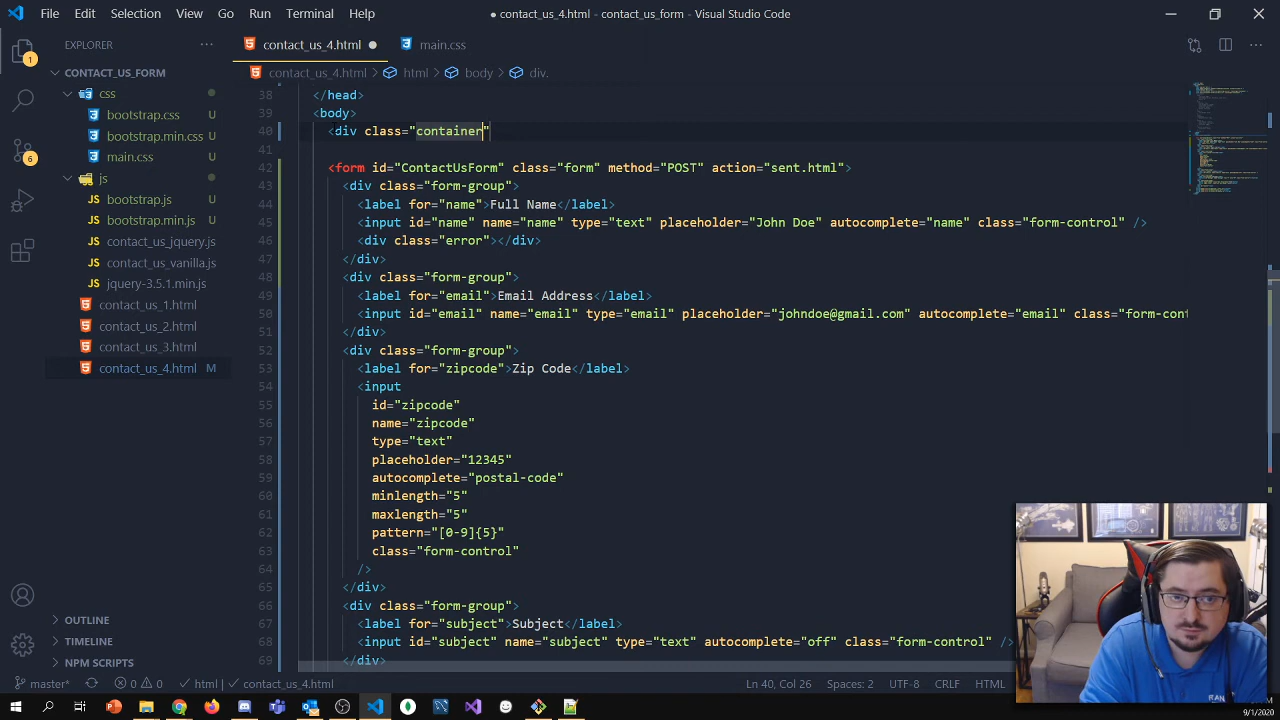 File Edit Selection View Go Run Terminal Help
● contact_us_4.html - contact_us_form - Visual Studio Code
EXPLORER
CONTACT_US_FORM
css
bootstrap.css
bootstrap.min.css
main.css
js
bootstrap.js
bootstrap.min.js
JS contact_us_jquery.js
JS contact_us_vanilla.js
JS jquery-3.5.1.min.js
contact_us_1.html
contact_us_2.html
contact_us_3.html
contact_us_4.html M
OUTLINE
TIMELINE
NPM SCRIPTS
1
6
contact_us_4.html ● main.css
contact_us_4.html > html > body > div.
38 </head>
39 <body>
40 <div class="container"
41
42 <form id="ContactUsForm" class="form" method="POST" action="sent.html">
43 <div class="form-group">
44 <label for="name">Full Name</label>
45 <input id="name" name="name" type="text" placeholder="John Doe" autocomplete="name" class="form-control" />
46 <div class="error"></div>
47 </div>
48 <div class="form-group">
49 <label for="email">Email Address</label>
50 <input id="email" name="email" type="email" placeholder="johndoe@gmail.com" autocomplete="email" class="form-cont
51 </div>
52 <div class="form-group">
53 <label for="zipcode">Zip Code</label>
54 <input
55 id="zipcode"
56 name="zipcode"
57 type="text"
58 placeholder="12345"
59 autocomplete="postal-code"
60 minlength="5"
61 maxlength="5"
62 pattern="[0-9]{5}"
63 class="form-control"
64 />
65 </div>
66 <div class="form-group">
67 <label for="subject">Subject</label>
68 <input id="subject" name="subject" type="text" autocomplete="off" class="form-control" />
69 </div>
master* 0 0 html contact_us_4.html Ln 40, Col 26 Spaces: 2 UTF-8 CRLF HTML
9/1/2020